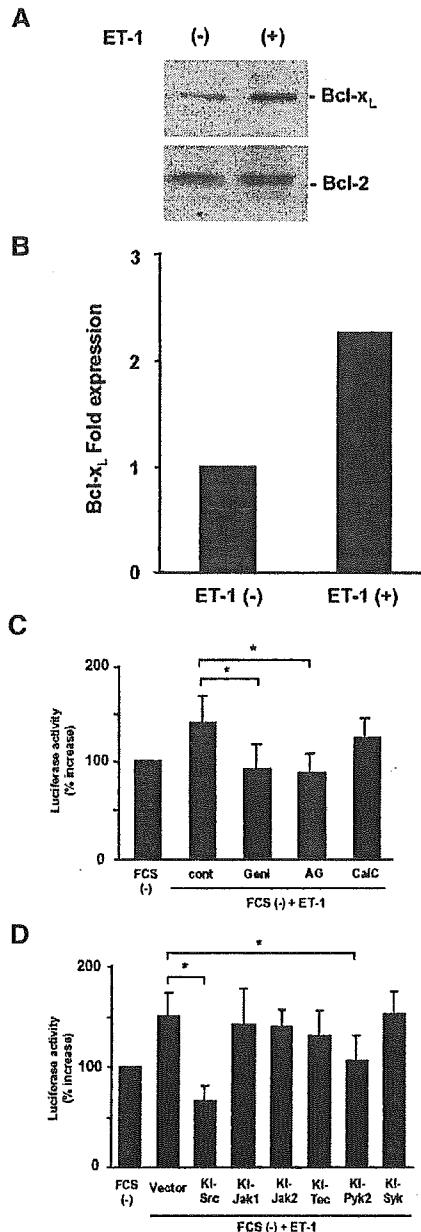 A
ET-1 (-) (+)
- Bcl-xL
- Bcl-2
B
Bcl-xL Fold expression
3
2
1
0
ET-1 (-) ET-1 (+)
C
Luciferase activity
(% increase)
200
100
0
FCS
(-)
cont Geni AG CalC
* *
FCS (-) + ET-1
D
Luciferase activity
(% increase)
200
100
0
* *
FCS
(-)
Vector
KI-
Src
KI-
Jak1
KI-
Jak2
KI-
Tec
KI-
Pyk2
KI-
Syk
FCS (-) + ET-1